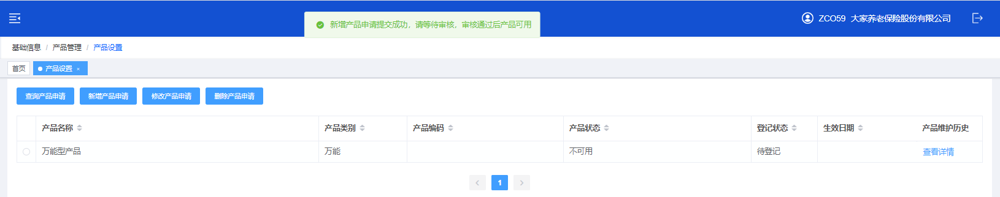 新增产品申请提交成功，请等待审核，审核通过后产品可用
ZCO59 大家养老保险股份有限公司
基础信息 / 产品管理 / 产品设置
首页 产品设置 ×
查询产品申请 新增产品申请 修改产品申请 删除产品申请
产品名称 产品类别 产品编码 产品状态 登记状态 生效日期 产品维护历史
万能型产品 万能 不可用 待登记 查看详情
< 1 >